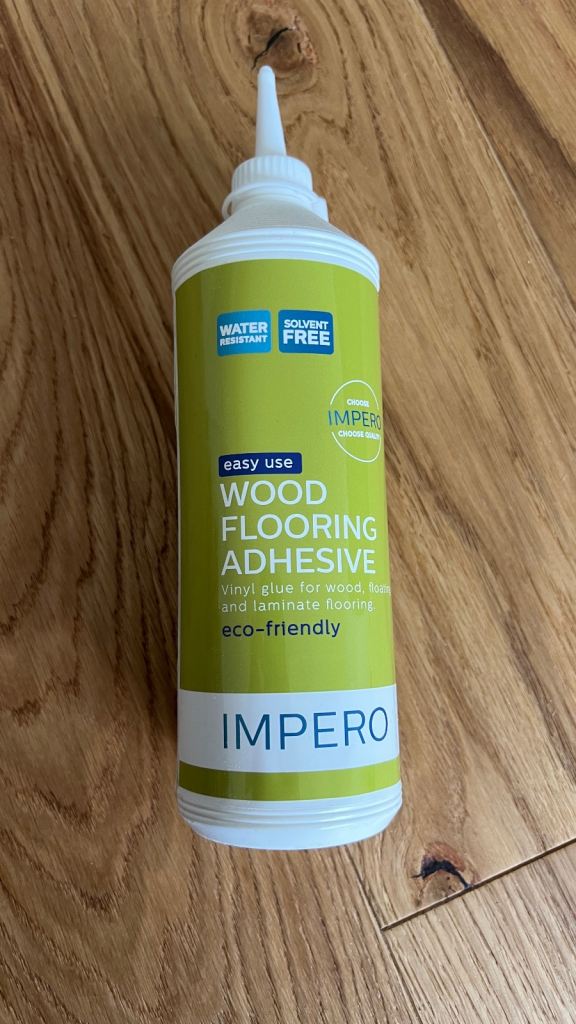 WATER
RESISTANT
SOLVENT
FREE
CHOOSE
IMPERO
CHOOSE QUALITY
easy use
WOOD
FLOORING
ADHESIVE
Vinyl glue for wood, floating
and laminate flooring.
eco-friendly
IMPERO